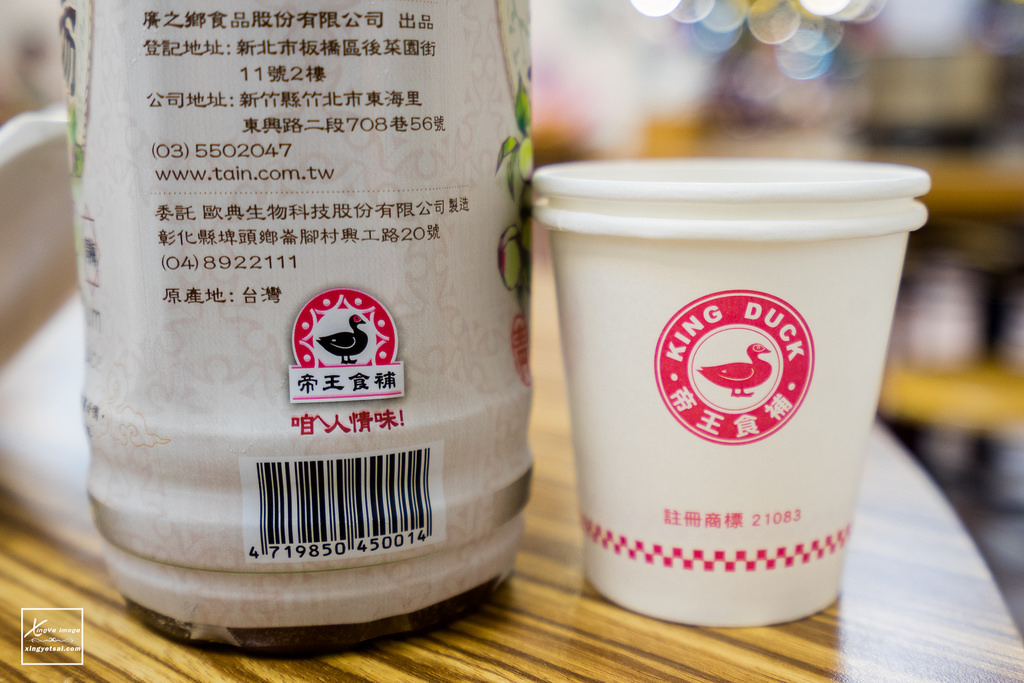 廣之鄉食品股份有限公司 出品
登記地址：新北市板橋區後菜園街
11號2樓
公司地址：新竹縣竹北市東海里
東興路二段708巷56號
(03) 5502047
www.tain.com.tw
委託 歐典生物科技股份有限公司製造
彰化縣埤頭鄉崙腳村興工路20號
(04) 8922111
原產地：台灣
帝王食補
咱ㄟ人情味!
4 719850 450014
KING DUCK
帝王食補
註冊商標 21083
XingYe image
xingyetsai.com